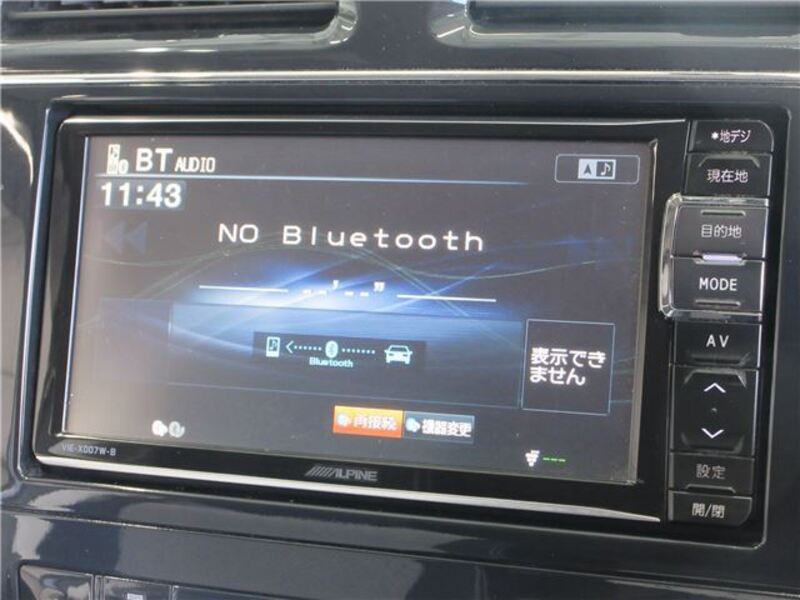 BT AUDIO
11:43
NO Bluetooth
--'--"
Bluetooth
表示でき
ません
再接続
機器変更
VIE-X007W-B
ALPINE
*地デジ
現在地
目的地
MODE
AV
設定
開/閉